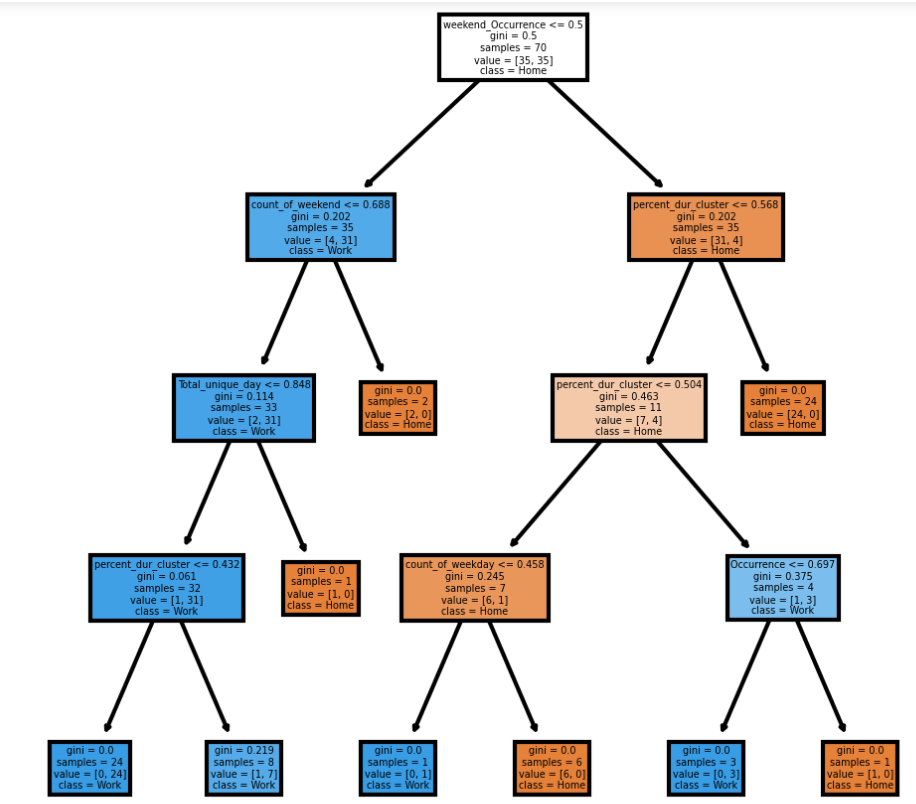 weekend_Occurrence <= 0.5
gini = 0.5
samples = 70
value = [35, 35]
class = Home
count_of_weekend <= 0.688
gini = 0.202
samples = 35
value = [4, 31]
class = Work
percent_dur_cluster <= 0.568
gini = 0.202
samples = 35
value = [31, 4]
class = Home
Total_unique_day <= 0.848
gini = 0.114
samples = 33
value = [2, 31]
class = Work
gini = 0.0
samples = 2
value = [2, 0]
class = Home
percent_dur_cluster <= 0.504
gini = 0.463
samples = 11
value = [7, 4]
class = Home
gini = 0.0
samples = 24
value = [24, 0]
class = Home
percent_dur_cluster <= 0.432
gini = 0.061
samples = 32
value = [1, 31]
class = Work
gini = 0.0
samples = 1
value = [1, 0]
class = Home
count_of_weekday <= 0.458
gini = 0.245
samples = 7
value = [6, 1]
class = Home
Occurrence <= 0.697
gini = 0.375
samples = 4
value = [1, 3]
class = Work
gini = 0.0
samples = 24
value = [0, 24]
class = Work
gini = 0.219
samples = 8
value = [1, 7]
class = Work
gini = 0.0
samples = 1
value = [0, 1]
class = Work
gini = 0.0
samples = 6
value = [6, 0]
class = Home
gini = 0.0
samples = 3
value = [0, 3]
class = Work
gini = 0.0
samples = 1
value = [1, 0]
class = Home